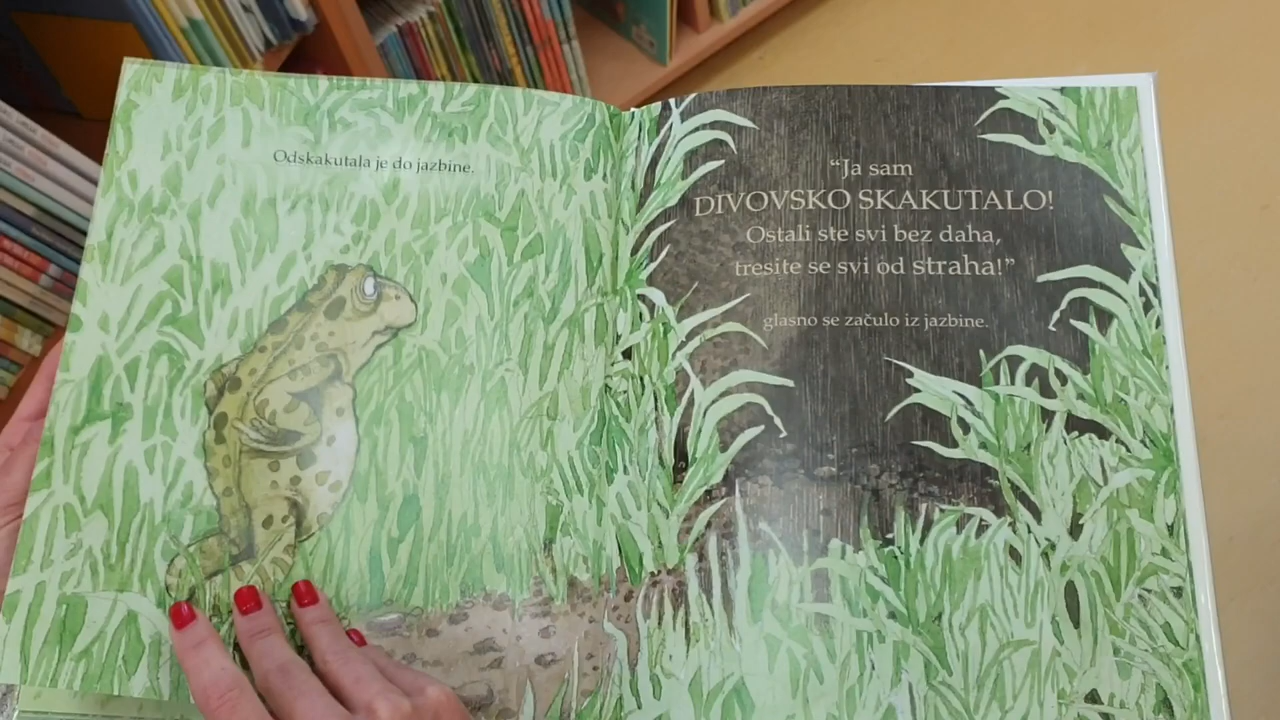 Odskakutala je do jazbine.
“Ja sam
DIVOVSKO SKAKUTALO!
Ostali ste svi bez daha,
tresite se svi od straha!”
glasno se začulo iz jazbine.